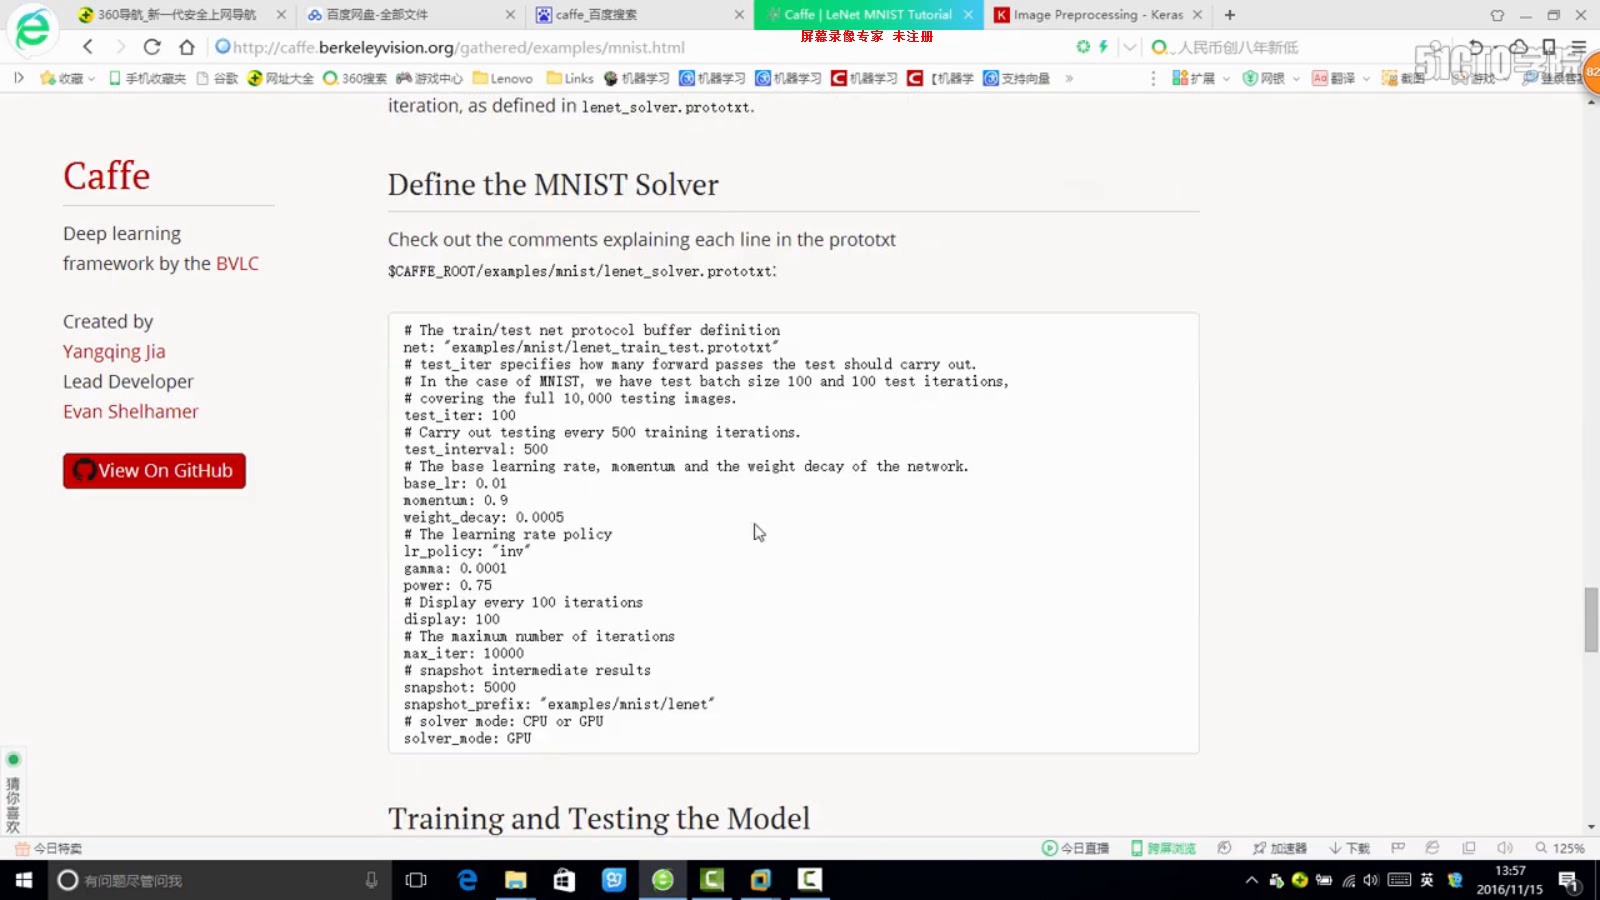 360导航_新一代安全上网导航
百度网盘-全部文件
caffe_百度搜索
Caffe | LeNet MNIST Tutorial
Image Preprocessing - Keras
屏幕录像专家 未注册
http://caffe.berkeleyvision.org/gathered/examples/mnist.html
人民币创八年新低
51CTO学院
收藏 手机收藏夹 谷歌 网址大全 360搜索 游戏中心 Lenovo Links 机器学习 机器学习 机器学习 机器学习 【机器学 支持向量 » 扩展 网银 翻译 截图 游戏
82
iteration, as defined in lenet_solver.prototxt.
Caffe
Deep learning
framework by the BVLC
Created by
Yangqing Jia
Lead Developer
Evan Shelhamer
View On GitHub
Define the MNIST Solver
Check out the comments explaining each line in the prototxt
$CAFFE_ROOT/examples/mnist/lenet_solver.prototxt:
# The train/test net protocol buffer definition
net: "examples/mnist/lenet_train_test.prototxt"
# test_iter specifies how many forward passes the test should carry out.
# In the case of MNIST, we have test batch size 100 and 100 test iterations,
# covering the full 10,000 testing images.
test_iter: 100
# Carry out testing every 500 training iterations.
test_interval: 500
# The base learning rate, momentum and the weight decay of the network.
base_lr: 0.01
momentum: 0.9
weight_decay: 0.0005
# The learning rate policy
lr_policy: "inv"
gamma: 0.0001
power: 0.75
# Display every 100 iterations
display: 100
# The maximum number of iterations
max_iter: 10000
# snapshot intermediate results
snapshot: 5000
snapshot_prefix: "examples/mnist/lenet"
# solver mode: CPU or GPU
solver_mode: GPU
Training and Testing the Model
猜你喜欢
今日特卖
今日直播 跨屏浏览 加速器 下载 125%
有问题尽管问我
英
13:57
2016/11/15
1